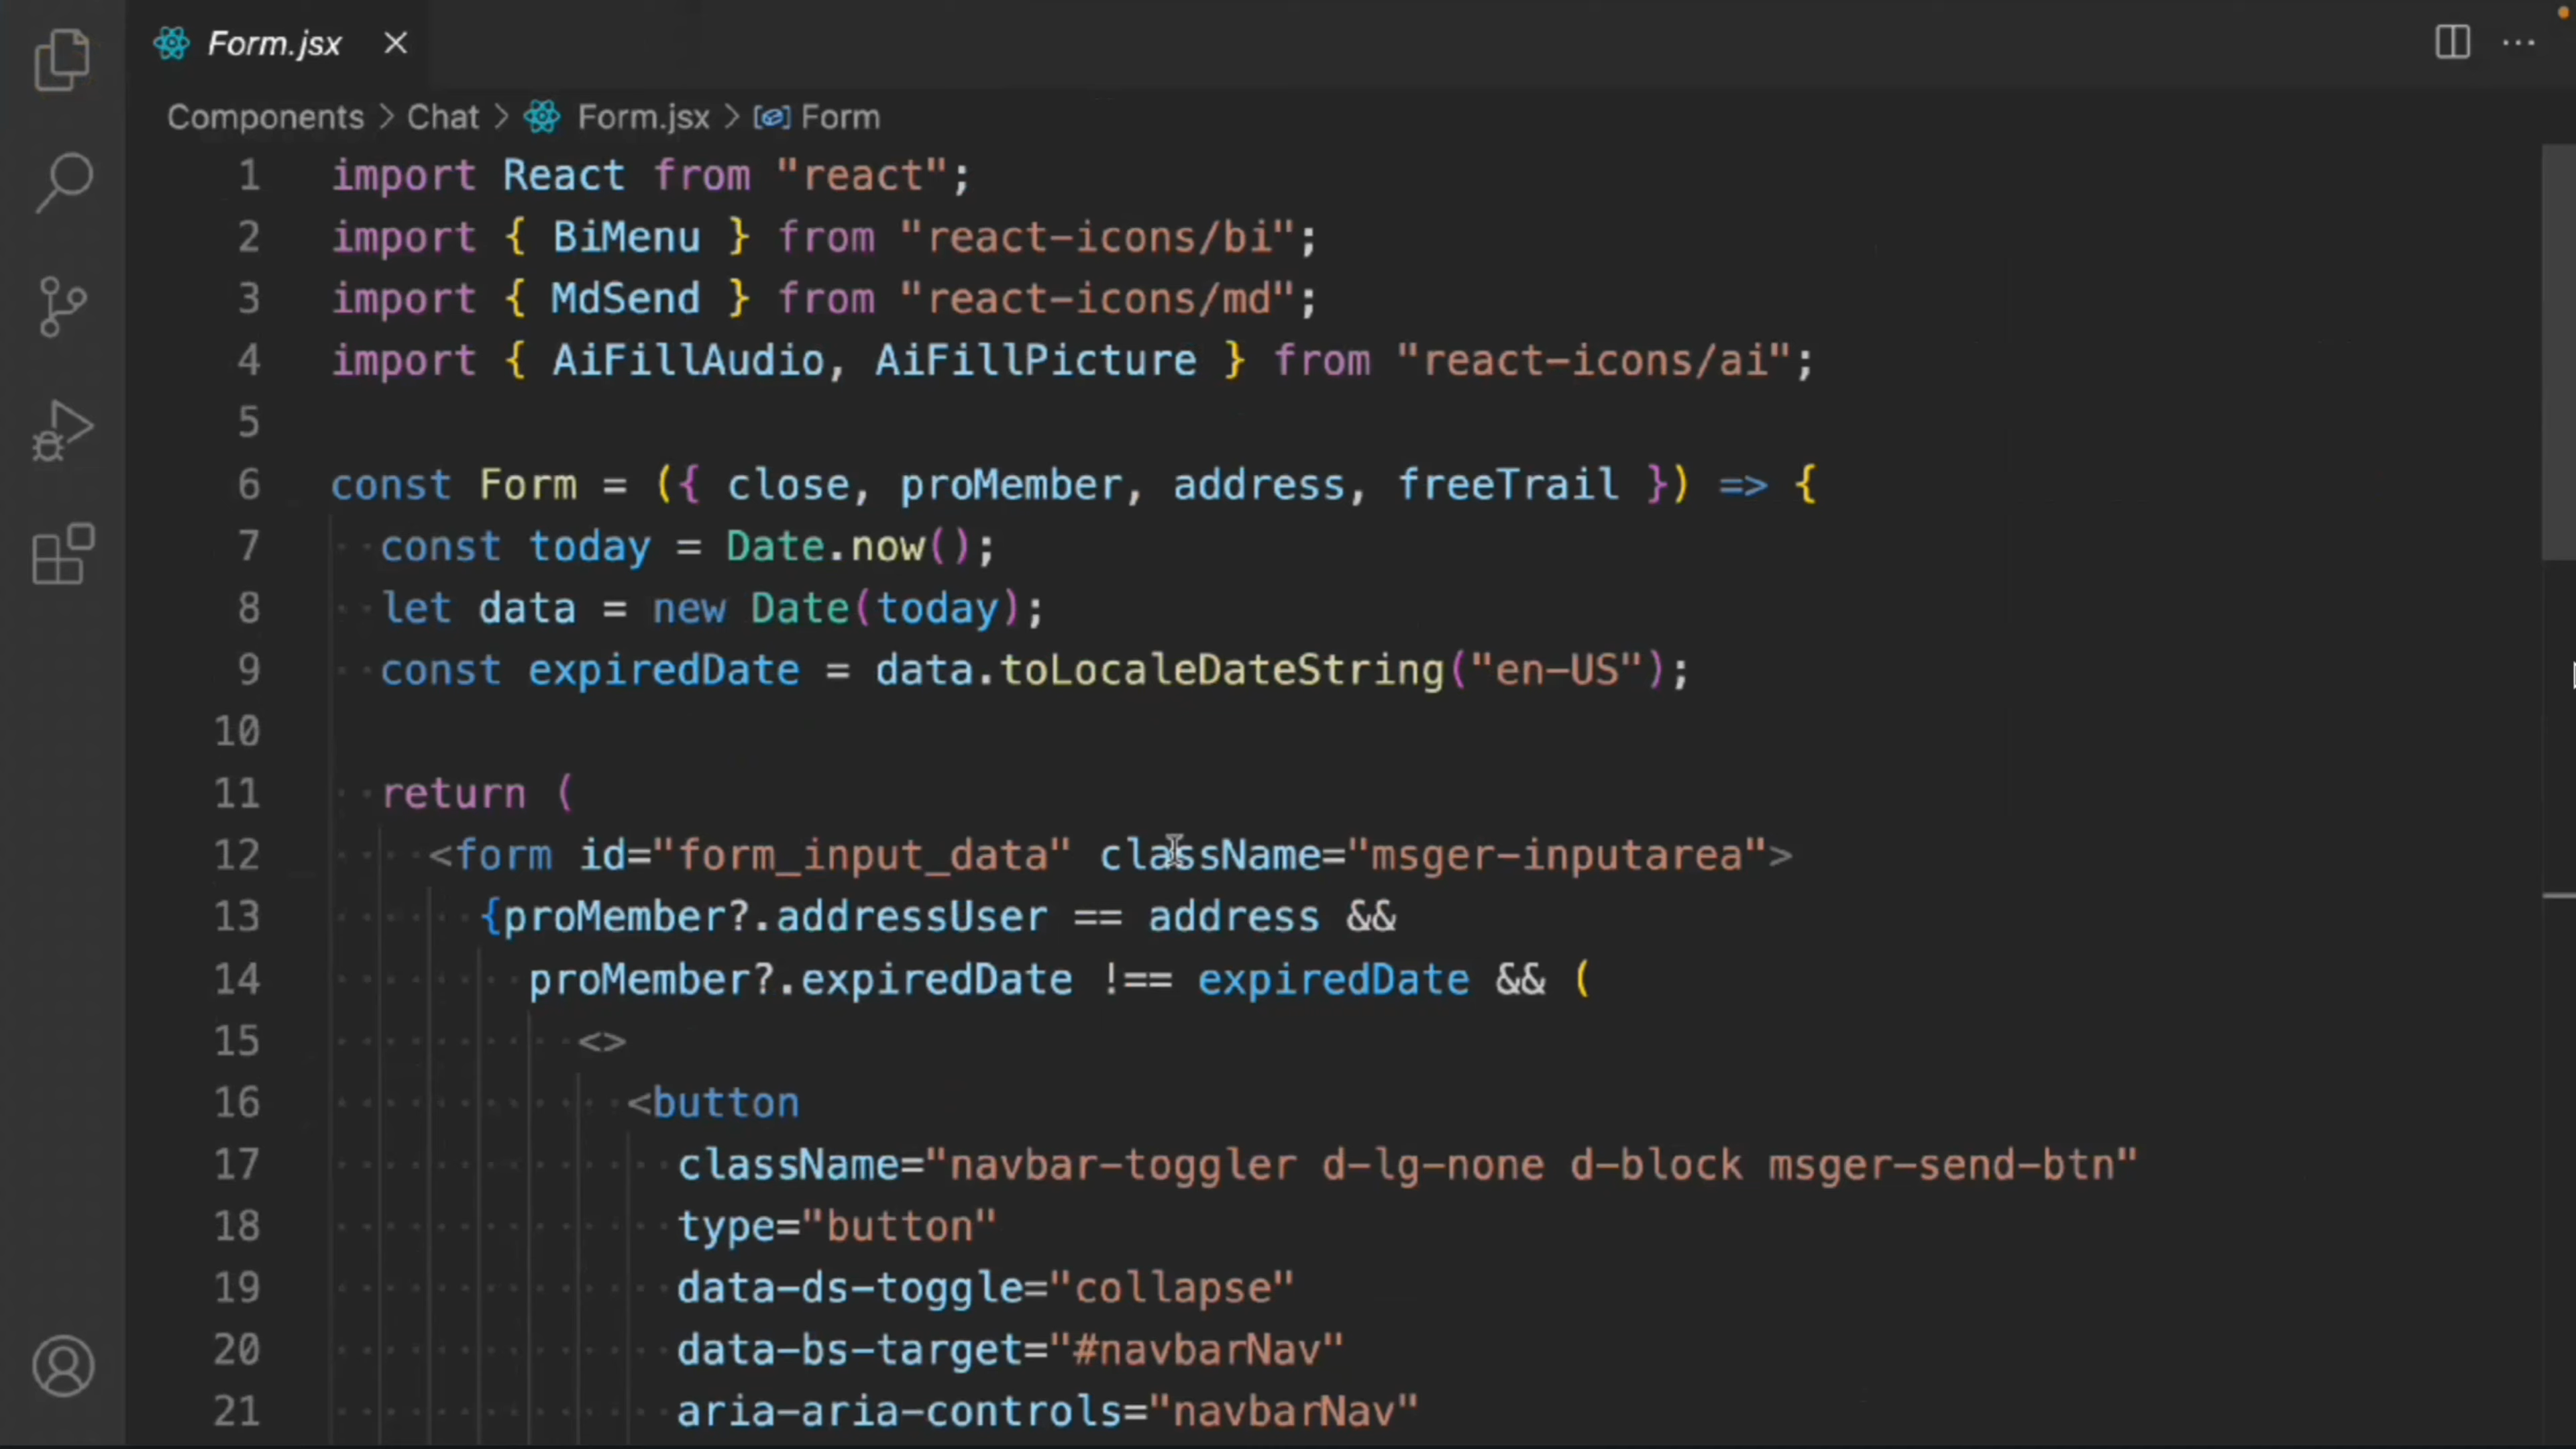 Form.jsx
Components > Chat > Form.jsx > Form
1 import React from "react";
2 import { BiMenu } from "react-icons/bi";
3 import { MdSend } from "react-icons/md";
4 import { AiFillAudio, AiFillPicture } from "react-icons/ai";
5
6 const Form = ({ close, proMember, address, freeTrail }) => {
7 const today = Date.now();
8 let data = new Date(today);
9 const expiredDate = data.toLocaleDateString("en-US");
10
11 return (
12 <form id="form_input_data" className="msger-inputarea">
13 {proMember?.addressUser == address &&
14 proMember?.expiredDate !== expiredDate && (
15 <>
16 <button
17 className="navbar-toggler d-lg-none d-block msger-send-btn"
18 type="button"
19 data-ds-toggle="collapse"
20 data-bs-target="#navbarNav"
21 aria-aria-controls="navbarNav"